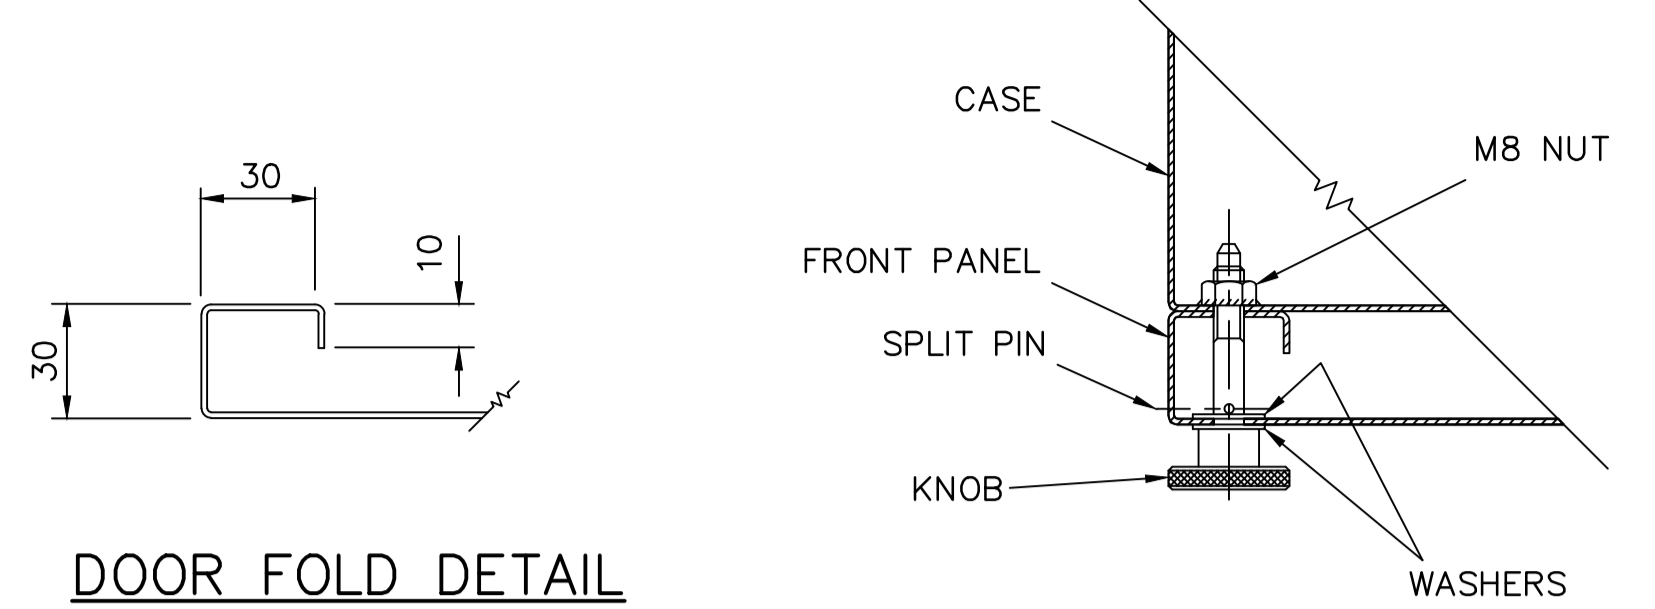 CASE
M8 NUT
30
10
FRONT PANEL
30
SPLIT PIN
KNOB
DOOR FOLD DETAIL
WASHERS